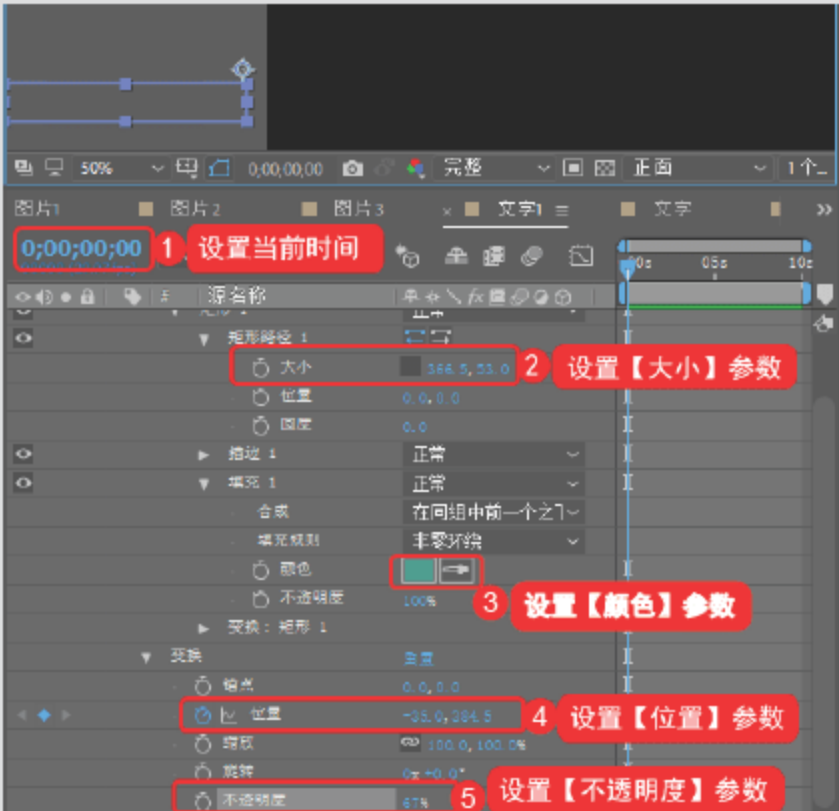 50% 0;00;00;00 完整 正面 1个...
图片1 图片2 图片3 × 文字1 ≡ 文字 »
0;00;00;00 1 设置当前时间
00s 05s 10s
# 源名称 fx
矩形 1 正常
矩形路径 1
大小 366.5,53.0 2 设置【大小】参数
位置 0.0,0.0
圆度 0.0
描边 1 正常
填充 1 正常
合成 在同组中前一个之下
填充规则 非零环绕
颜色
不透明度 100% 3 设置【颜色】参数
变换：矩形 1
变换 重置
锚点 0.0,0.0
位置 -35.0,384.5 4 设置【位置】参数
缩放 100.0,100.0%
旋转 0x+0.0°
不透明度 67% 5 设置【不透明度】参数